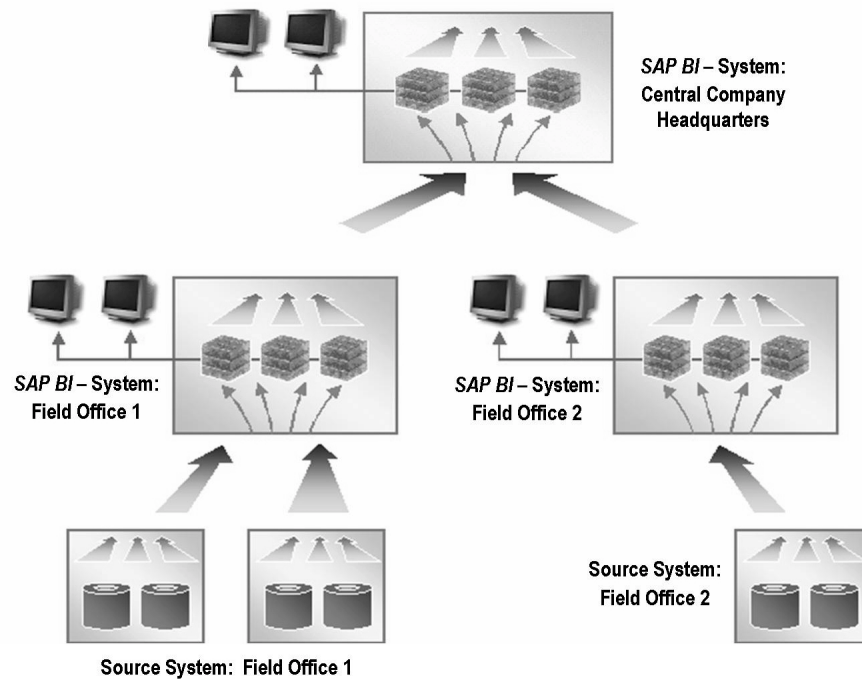 SAP BI – System:
Central Company
Headquarters
SAP BI – System:
Field Office 1
SAP BI – System:
Field Office 2
Source System:
Field Office 2
Source System: Field Office 1